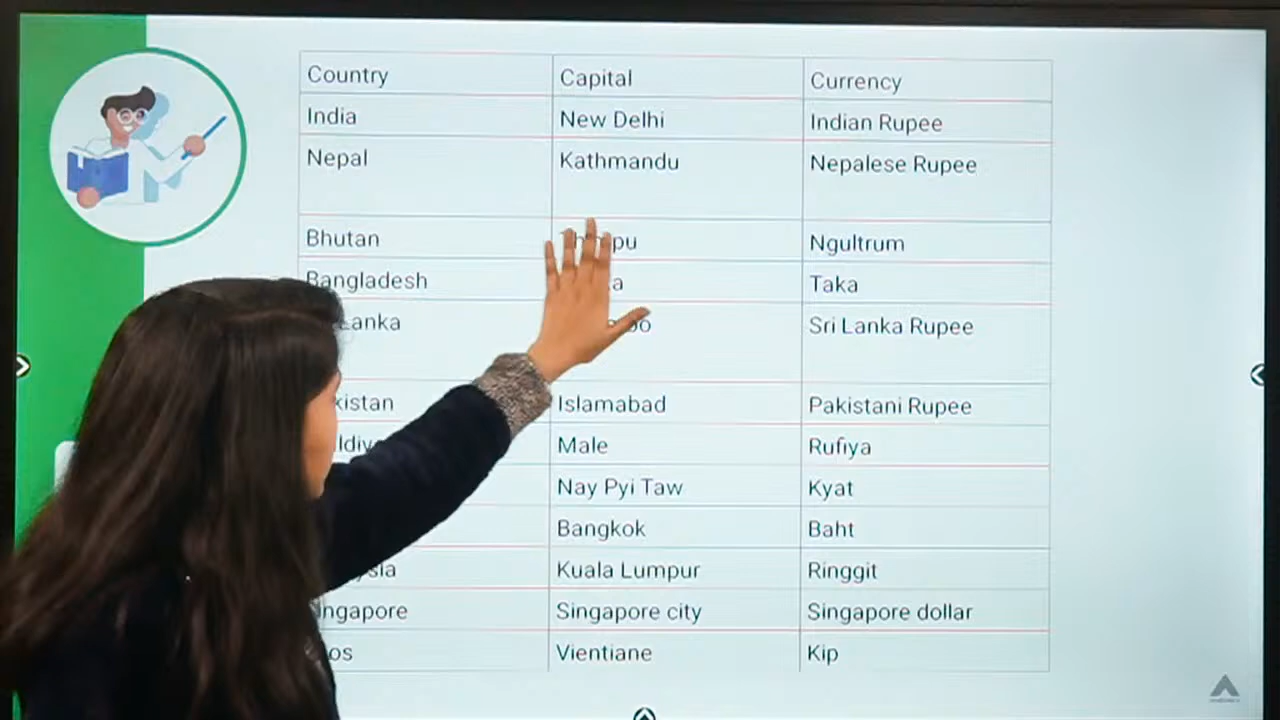 Country Capital Currency
India New Delhi Indian Rupee
Nepal Kathmandu Nepalese Rupee
Bhutan Ngultrum
Bangladesh Taka
Lanka Sri Lanka Rupee
Islamabad Pakistani Rupee
Male Rufiya
Nay Pyi Taw Kyat
Bangkok Baht
Kuala Lumpur Ringgit
Singapore city Singapore dollar
Vientiane Kip